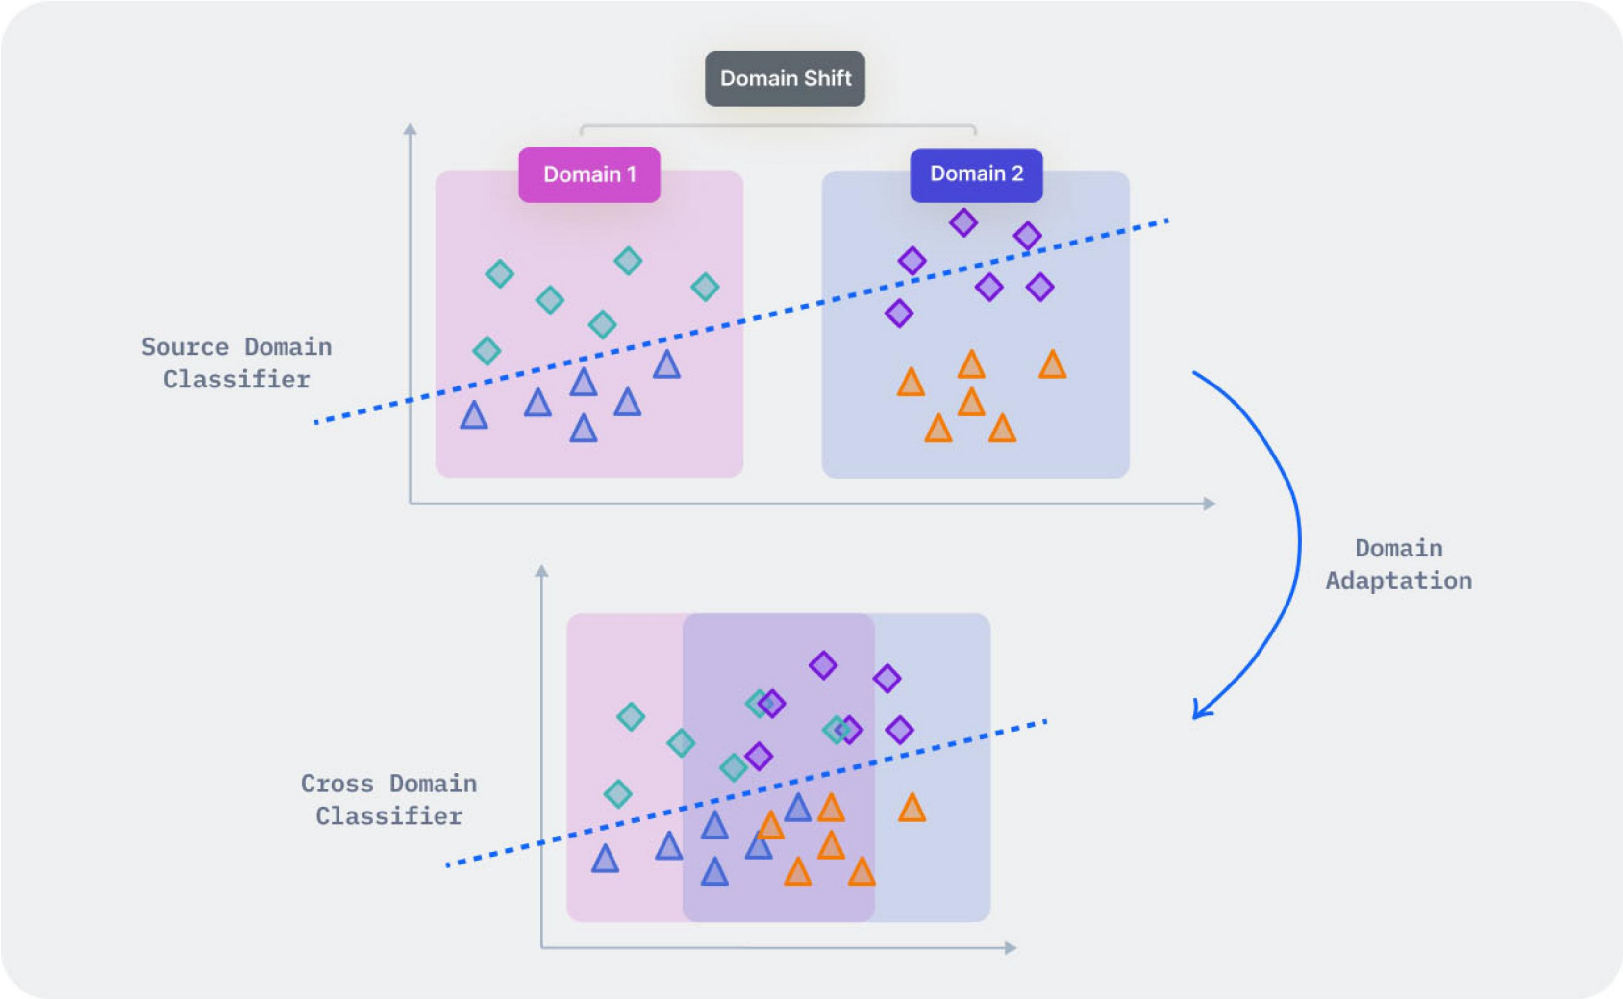 Domain Shift
Domain 1
Domain 2
Source Domain
Classifier
Domain
Adaptation
Cross Domain
Classifier